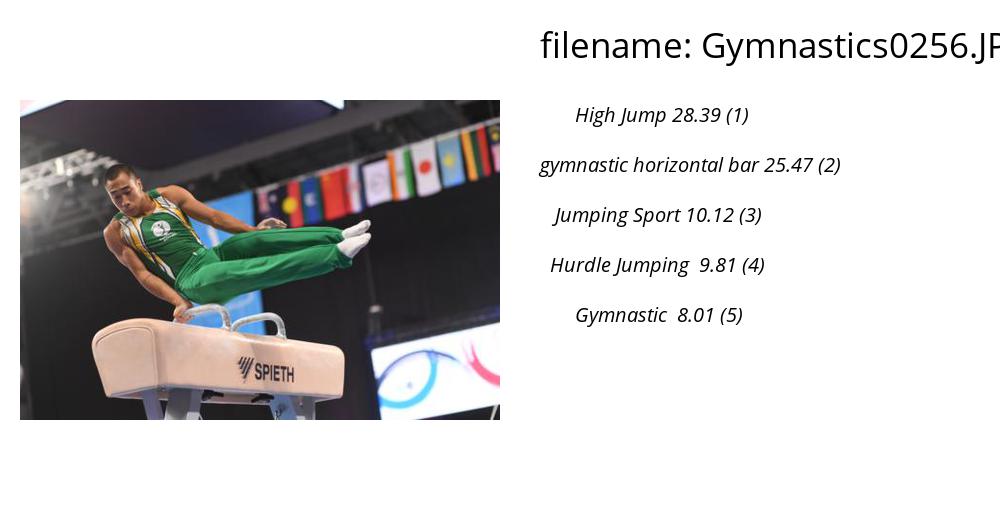 filename: Gymnastics0256.JP
High Jump 28.39 (1)
gymnastic horizontal bar 25.47 (2)
Jumping Sport 10.12 (3)
Hurdle Jumping 9.81 (4)
Gymnastic 8.01 (5)
SPIETH